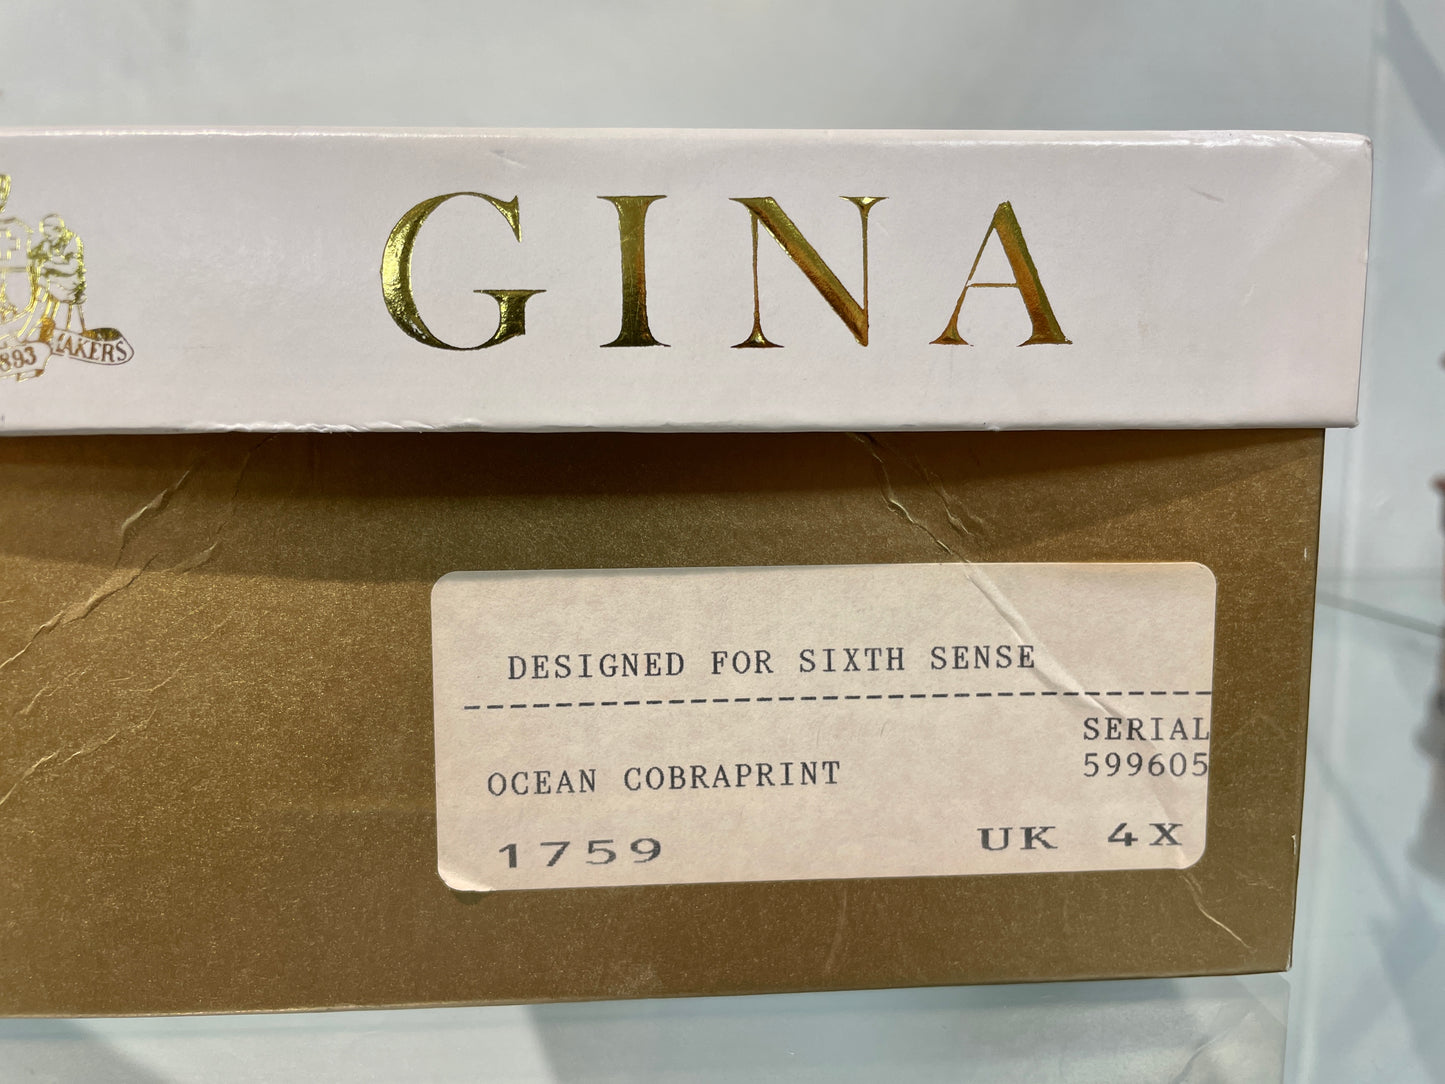 GINA
1893 MAKERS
DESIGNED FOR SIXTH SENSE
SERIAL
599605
OCEAN COBRAPRINT
1759 UK 4X